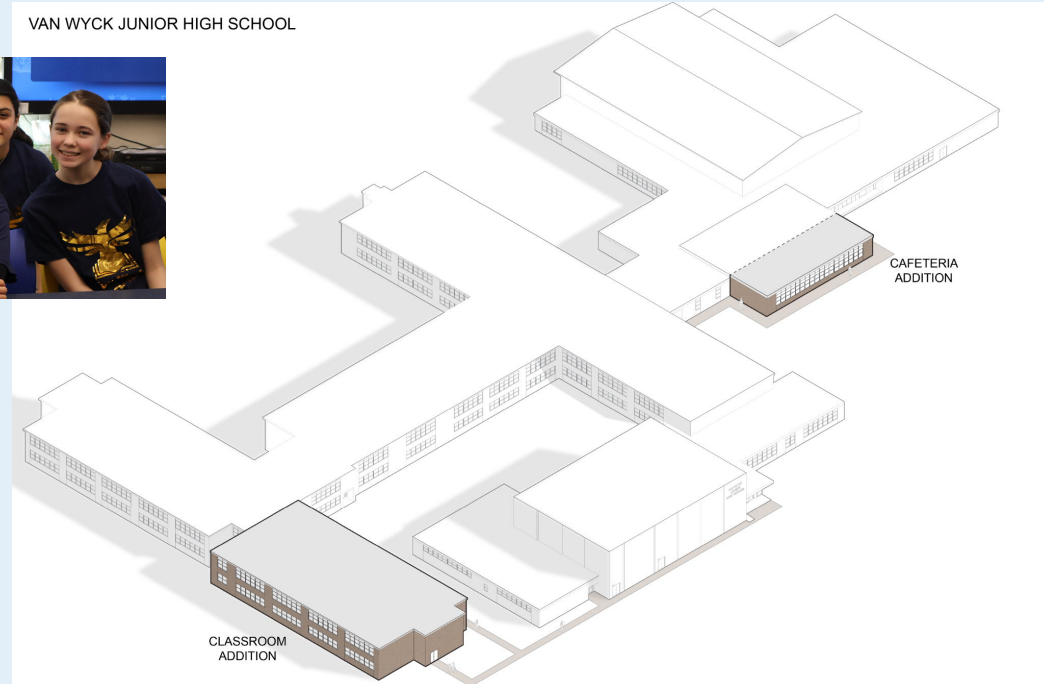 VAN WYCK JUNIOR HIGH SCHOOL
CAFETERIA
ADDITION
CLASSROOM
ADDITION